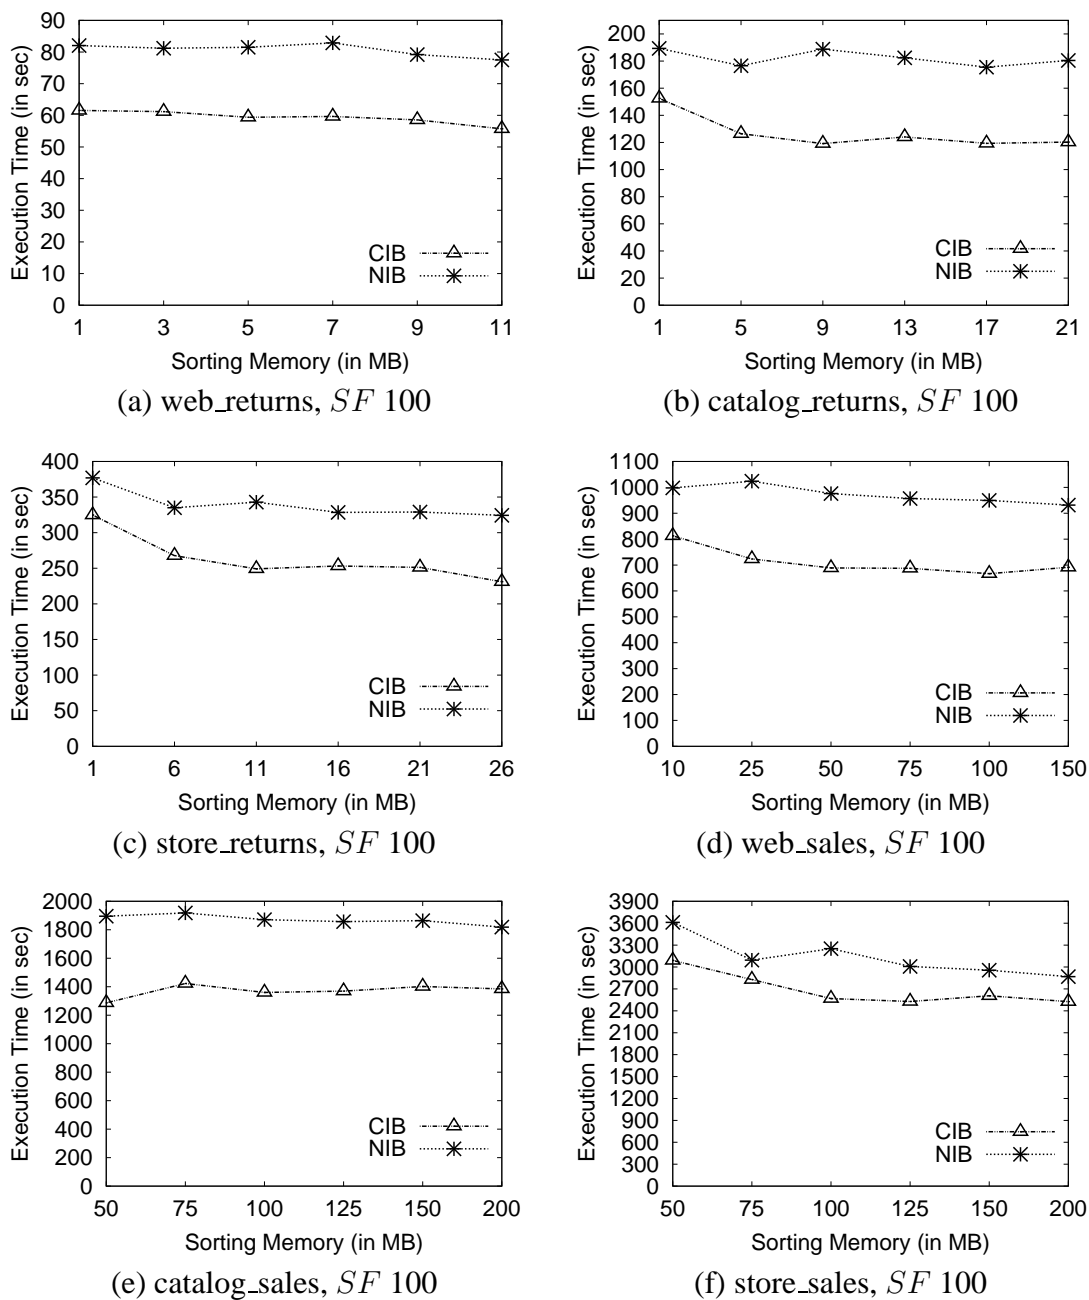 90
80
70
60
50
40
30
20
10
0
Execution Time (in sec)
CIB
NIB
1 3 5 7 9 11
Sorting Memory (in MB)
(a) web_returns, SF 100
200
180
160
140
120
100
80
60
40
20
0
Execution Time (in sec)
CIB
NIB
1 5 9 13 17 21
Sorting Memory (in MB)
(b) catalog_returns, SF 100
400
350
300
250
200
150
100
50
0
Execution Time (in sec)
CIB
NIB
1 6 11 16 21 26
Sorting Memory (in MB)
(c) store_returns, SF 100
1100
1000
900
800
700
600
500
400
300
200
100
0
Execution Time (in sec)
CIB
NIB
10 25 50 75 100 150
Sorting Memory (in MB)
(d) web_sales, SF 100
2000
1800
1600
1400
1200
1000
800
600
400
200
0
Execution Time (in sec)
CIB
NIB
50 75 100 125 150 200
Sorting Memory (in MB)
(e) catalog_sales, SF 100
3900
3600
3300
3000
2700
2400
2100
1800
1500
1200
900
600
300
0
Execution Time (in sec)
CIB
NIB
50 75 100 125 150 200
Sorting Memory (in MB)
(f) store_sales, SF 100